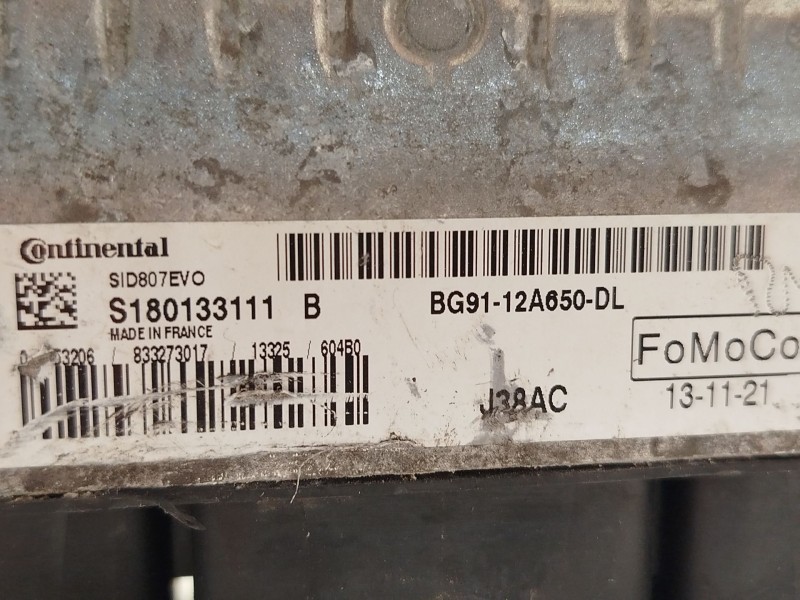 Continental
SID807EVO
S180133111 B
MADE IN FRANCE
/ 833273017 / 13325 / 604B0
BG91-12A650-DL
FoMoCo
J38AC
13-11-21